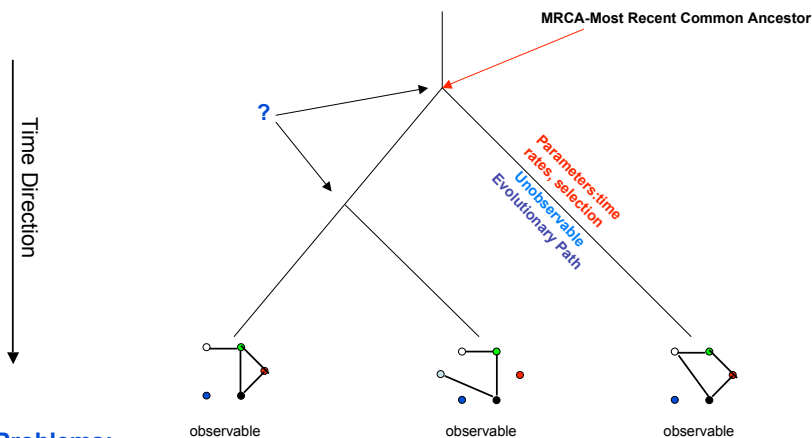 MRCA-Most Recent Common Ancestor
?
Time Direction
Parameters:time
rates, selection
Unobservable
Evolutionary Path
observable
observable
observable
Problems: